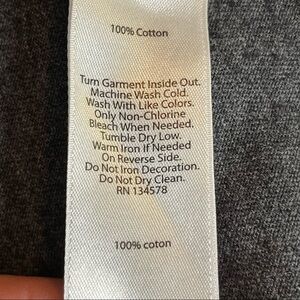 100% Cotton
Turn Garment Inside Out.
Machine Wash Cold.
Wash With Like Colors.
Only Non-Chlorine
Bleach When Needed.
Tumble Dry Low.
Warm Iron If Needed
On Reverse Side.
Do Not Iron Decoration.
Do Not Dry Clean.
RN 134578
100% coton